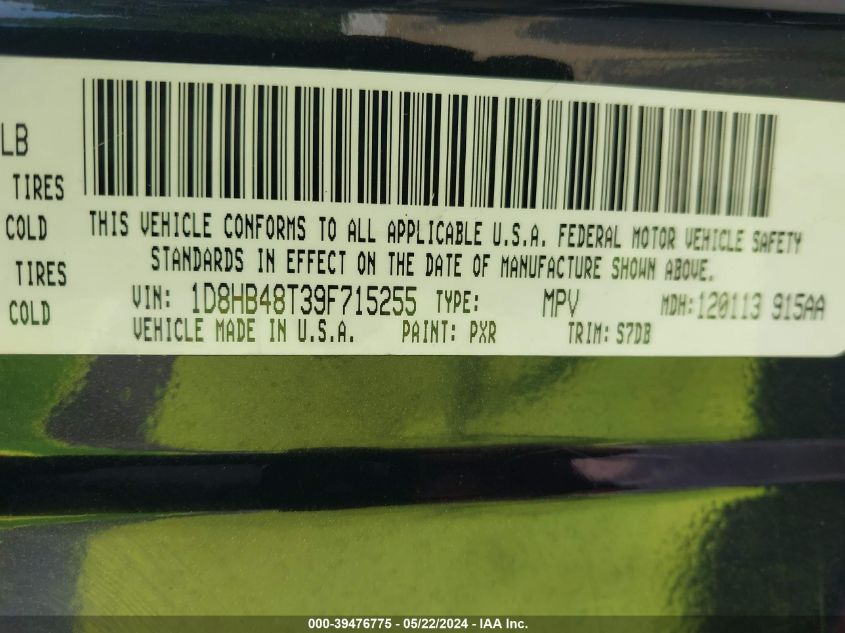 LB
TIRES
COLD
TIRES
COLD
THIS VEHICLE CONFORMS TO ALL APPLICABLE U.S.A. FEDERAL MOTOR VEHICLE SAFETY
STANDARDS IN EFFECT ON THE DATE OF MANUFACTURE SHOWN ABOVE.
VIN: 1D8HB48T39F715255 TYPE: MPV MDH: 120113 915AA
VEHICLE MADE IN U.S.A. PAINT: PXR TRIM: S7DB
000-39476775 - 05/22/2024 - IAA Inc.